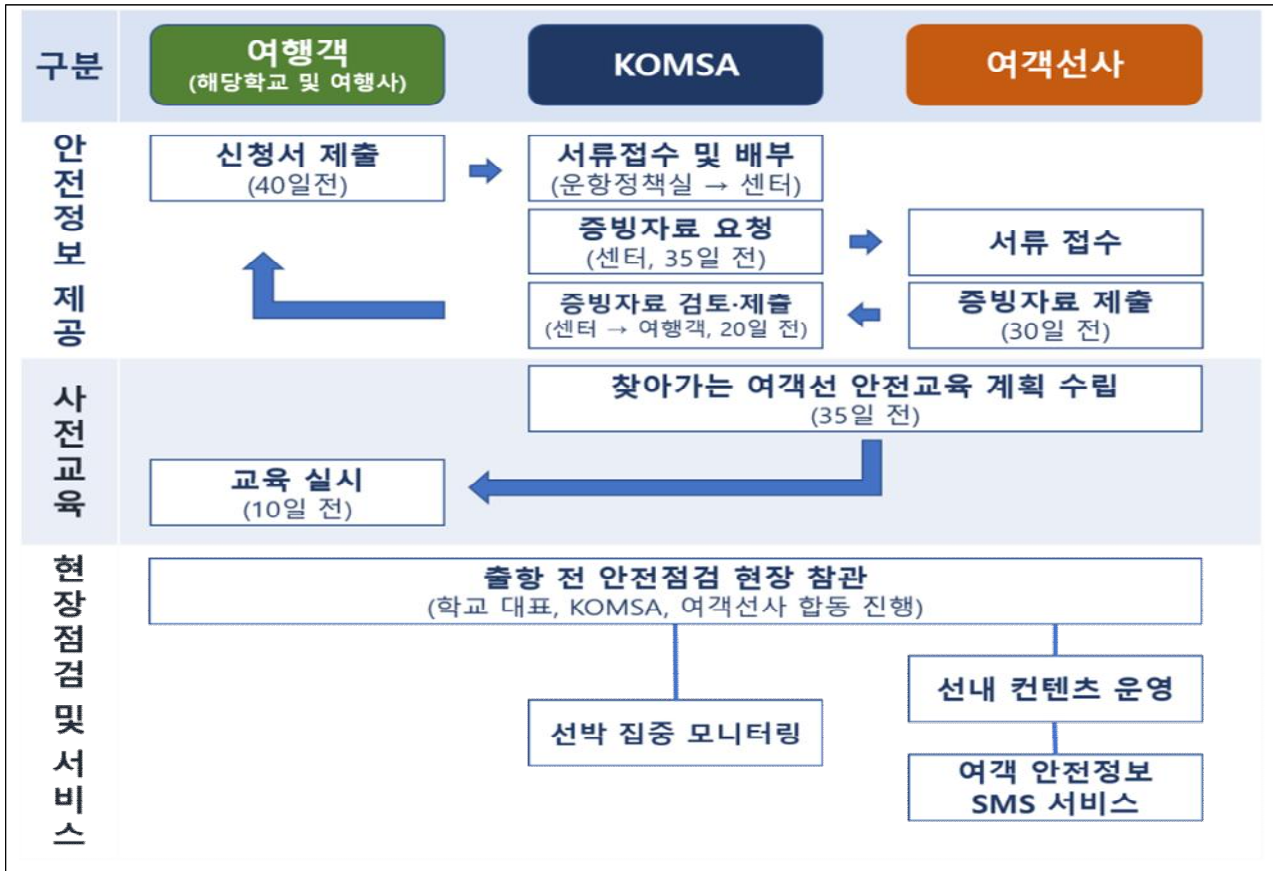 구분
여행객
(해당학교 및 여행사)
KOMSA
여객선사
안전정보 제공
신청서 제출
(40일전)
서류접수 및 배부
(운항정책실 → 센터)
증빙자료 요청
(센터, 35일 전)
서류 접수
증빙자료 검토·제출
(센터 → 여행객, 20일 전)
증빙자료 제출
(30일 전)
사전교육
찾아가는 여객선 안전교육 계획 수립
(35일 전)
교육 실시
(10일 전)
현장점검 및 서비스
출항 전 안전점검 현장 참관
(학교 대표, KOMSA, 여객선사 합동 진행)
선내 컨텐츠 운영
선박 집중 모니터링
여객 안전정보
SMS 서비스